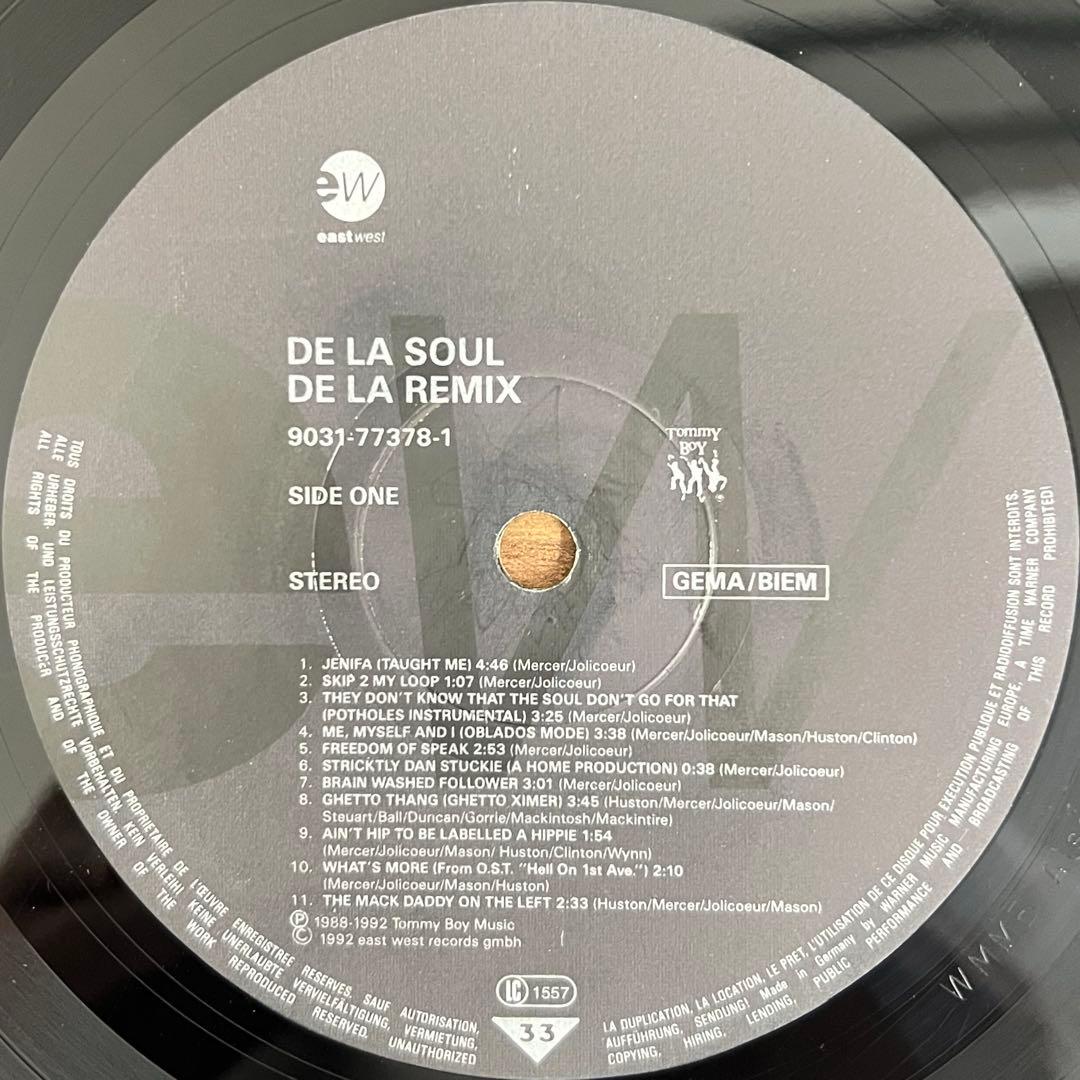 ew
eastwest
DE LA SOUL
DE LA REMIX
9031-77378-1
Tommy
Boy
SIDE ONE
STEREO
GEMA/BIEM
1. JENIFA (TAUGHT ME) 4:46 (Mercer/Jolicoeur)
2. SKIP 2 MY LOOP 1:07 (Mercer/Jolicoeur)
3. THEY DON'T KNOW THAT THE SOUL DON'T GO FOR THAT
(POTHOLES INSTRUMENTAL) 3:25 (Mercer/Jolicoeur)
4. ME, MYSELF AND I (OBLADOS MODE) 3:38 (Mercer/Jolicoeur/Mason/Huston/Clinton)
5. FREEDOM OF SPEAK 2:53 (Mercer/Jolicoeur)
6. STRICKTLY DAN STUCKIE (A HOME PRODUCTION) 0:38 (Mercer/Jolicoeur)
7. BRAIN WASHED FOLLOWER 3:01 (Mercer/Jolicoeur)
8. GHETTO THANG (GHETTO XIMER) 3:45 (Huston/Mercer/Jolicoeur/Mason/
Steuart/Ball/Duncan/Gorrie/Mackintosh/Mackintire)
9. AIN'T HIP TO BE LABELLED A HIPPIE 1:54
(Mercer/Jolicoeur/Mason/ Huston/Clinton/Wynn)
10. WHAT'S MORE (From O.S.T. "Hell On 1st Ave.") 2:10
(Mercer/Jolicoeur/Mason/Huston)
11. THE MACK DADDY ON THE LEFT 2:33 (Huston/Mercer/Jolicoeur/Mason)
Ⓟ 1988-1992 Tommy Boy Music
© 1992 east west records gmbh
LC 1557
33
TOUS DROITS DU PRODUCTEUR PHONOGRAPHIQUE ET DU PROPRIETAIRE DE L'ŒUVRE ENREGISTREE RESERVES. SAUF AUTORISATION,
ALLE URHEBER- UND LEISTUNGSSCHUTZRECHTE VORBEHALTEN. KEIN VERLEIH! KEINE UNERLAUBTE VERVIELFÄLTIGUNG, VERMIETUNG,
ALL RIGHTS OF THE PRODUCER AND OF THE OWNER OF THE WORK REPRODUCED RESERVED. UNAUTHORIZED
LA DUPLICATION, LA LOCATION, LE PRET, L'UTILISATION DE CE DISQUE POUR EXECUTION PUBLIQUE ET RADIODIFFUSION SONT INTERDITS.
AUFFÜHRUNG, SENDUNG! Made in Germany by WARNER MUSIC MANUFACTURING EUROPE, A TIME WARNER COMPANY
COPYING, HIRING, LENDING, PUBLIC PERFORMANCE AND BROADCASTING OF THIS RECORD PROHIBITED!